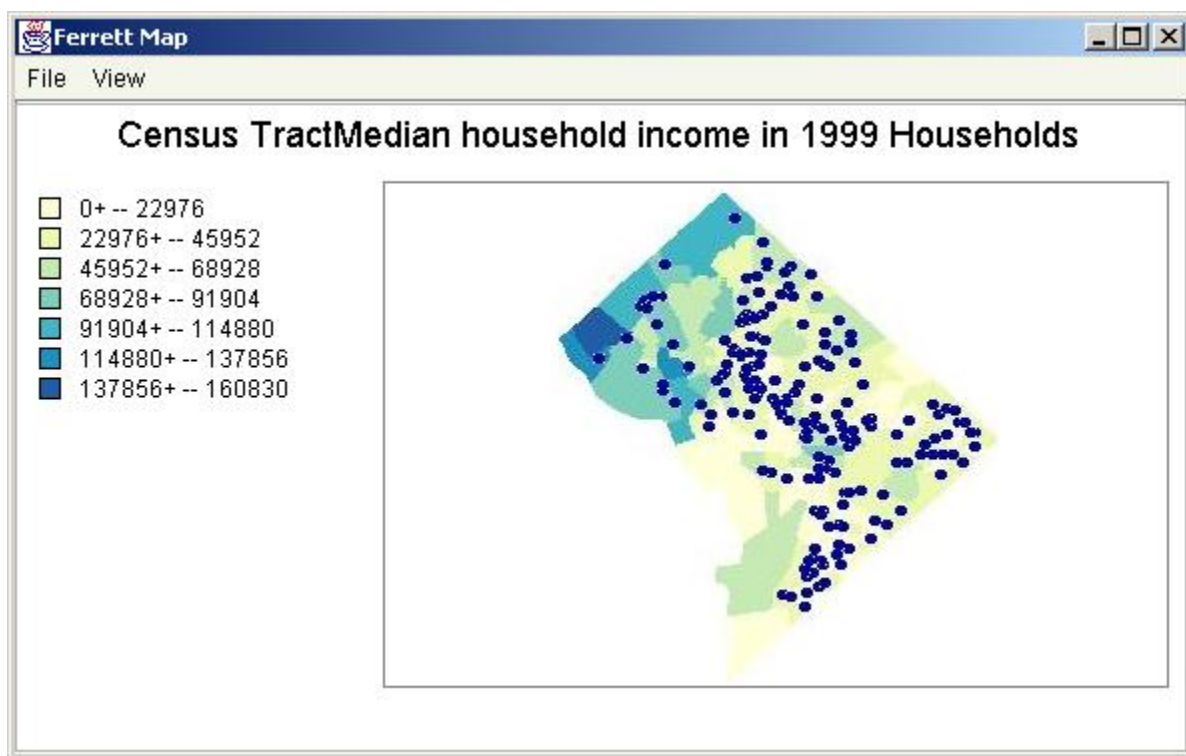 Ferrett Map
File View
Census TractMedian household income in 1999 Households
0+ -- 22976
22976+ -- 45952
45952+ -- 68928
68928+ -- 91904
91904+ -- 114880
114880+ -- 137856
137856+ -- 160830